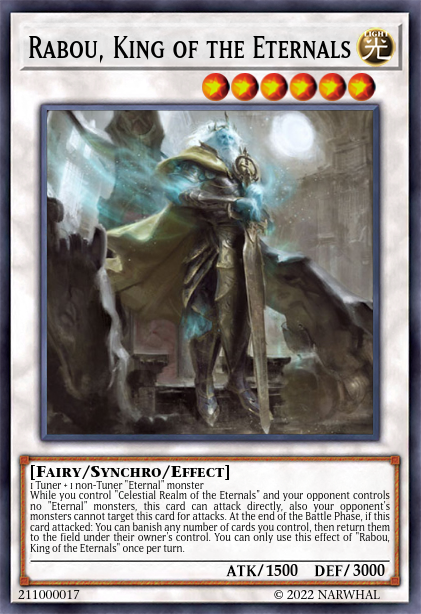 Rabou, King of the Eternals
LIGHT
光
[Fairy/Synchro/Effect]
1 Tuner + 1 non-Tuner "Eternal" monster
While you control "Celestial Realm of the Eternals" and your opponent controls
no "Eternal" monsters, this card can attack directly, also your opponent's
monsters cannot target this card for attacks. At the end of the Battle Phase, if this
card attacked: You can banish any number of cards you control, then return them
to the field under their owner's control. You can only use this effect of "Rabou,
King of the Eternals" once per turn.
ATK/1500 DEF/3000
211000017 © 2022 NARWHAL